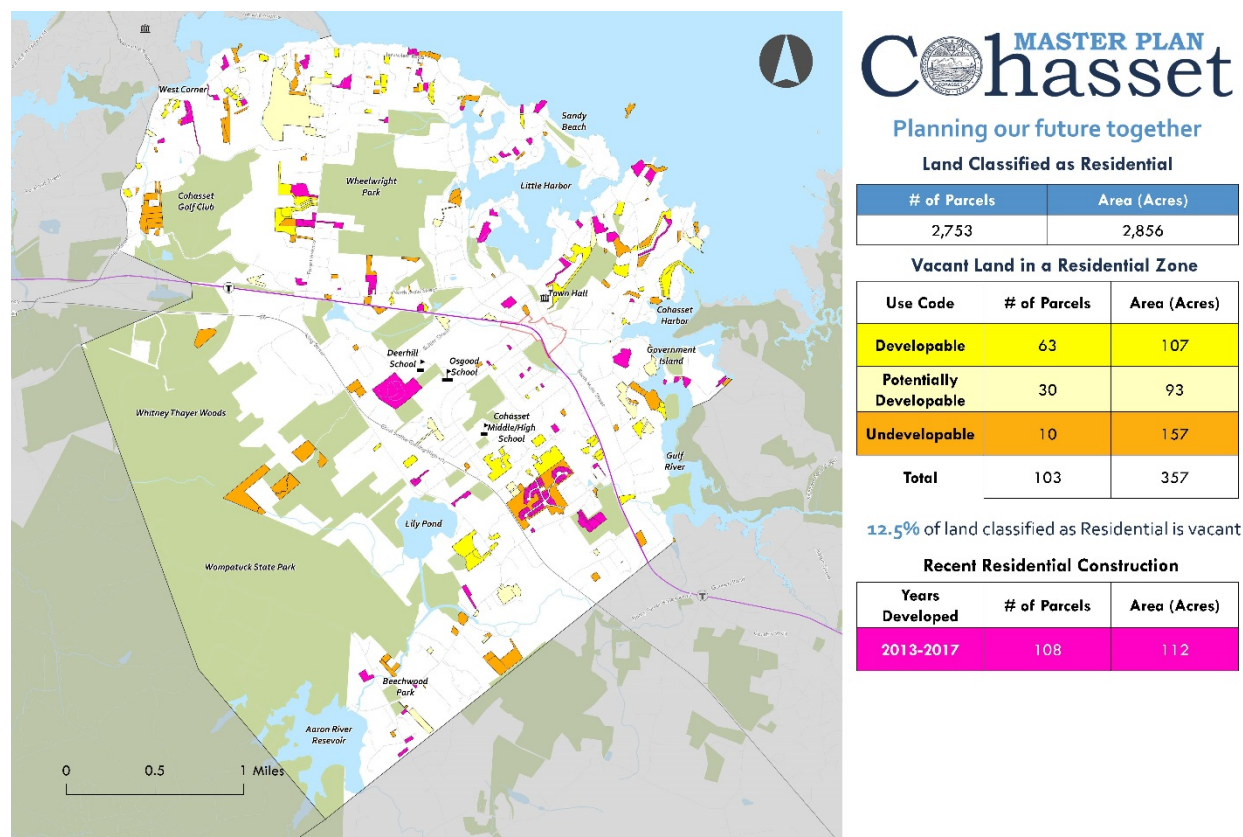 West Corner
Sandy
Beach
Little Harbor
Wheelwright
Park
Cohasset
Golf Club
Town Hall
Cohasset
Harbor
Government
Island
Deerhill
School
Osgood
School
Whitney Thayer Woods
Cohasset
Middle/High
School
Gulf
River
Lily Pond
Wompatuck State Park
Beechwood
Park
Aaron River
Resevoir
0 0.5 1 Miles
MASTER PLAN
Cohasset
Planning our future together
Land Classified as Residential
# of Parcels Area (Acres)
2,753 2,856
Vacant Land in a Residential Zone
Use Code # of Parcels Area (Acres)
Developable 63 107
Potentially
Developable 30 93
Undevelopable 10 157
Total 103 357
12.5% of land classified as Residential is vacant
Recent Residential Construction
Years
Developed # of Parcels Area (Acres)
2013-2017 108 112